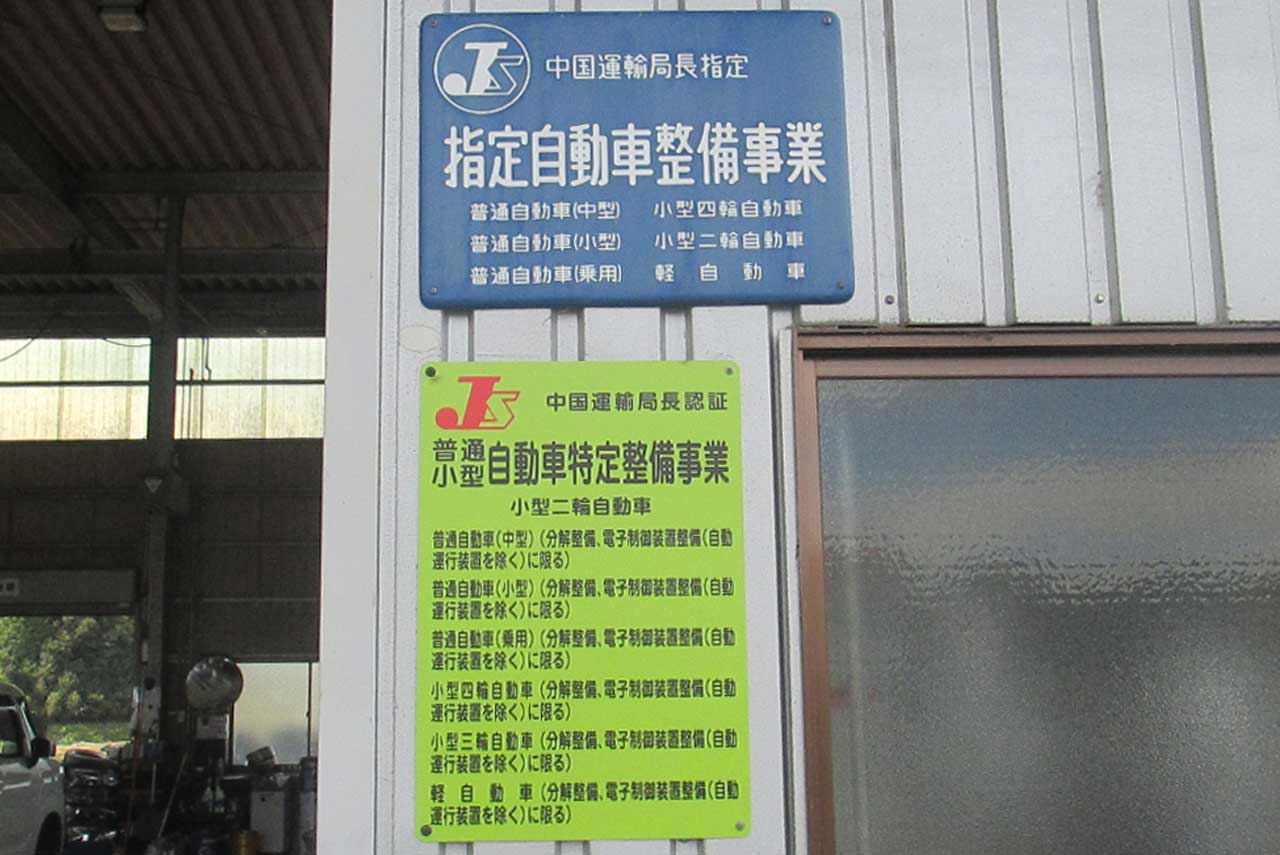 JS 中国運輸局長指定
指定自動車整備事業
普通自動車(中型) 小型四輪自動車
普通自動車(小型) 小型二輪自動車
普通自動車(乗用) 軽自動車
JS 中国運輸局長認証
普通
小型 自動車特定整備事業
小型二輪自動車
普通自動車(中型)(分解整備、電子制御装置整備(自動
運行装置を除く)に限る)
普通自動車(小型)(分解整備、電子制御装置整備(自動
運行装置を除く)に限る)
普通自動車(乗用)(分解整備、電子制御装置整備(自動
運行装置を除く)に限る)
小型四輪自動車(分解整備、電子制御装置整備(自動
運行装置を除く)に限る)
小型三輪自動車(分解整備、電子制御装置整備(自動
運行装置を除く)に限る)
軽自動車(分解整備、電子制御装置整備(自動
運行装置を除く)に限る)